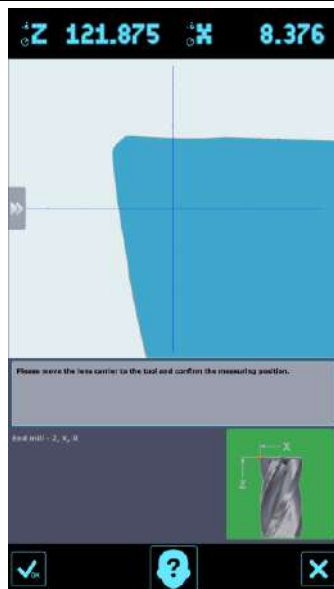 Z 121.875 X 8.376
Please move the lens carrier to the tool and confirm the measuring position.
End mill - Z, X, R
X
Z
OK
?